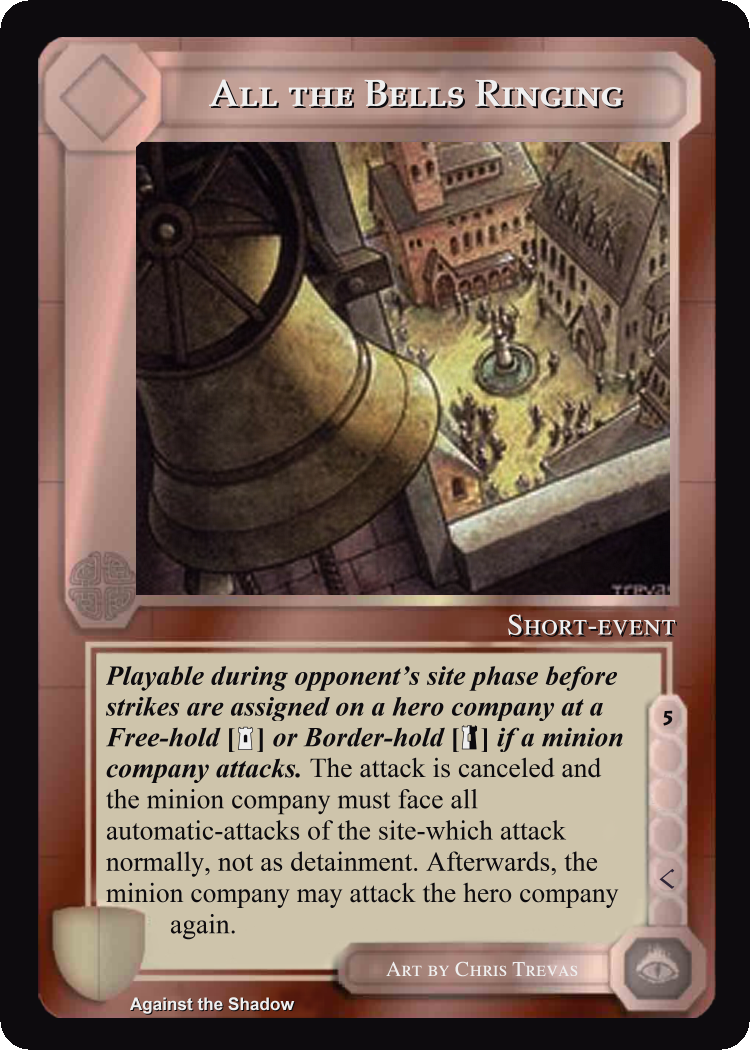 All the Bells Ringing
Trevas
Short-event
Playable during opponent's site phase before
strikes are assigned on a hero company at a
Free-hold [] or Border-hold [] if a minion
company attacks. The attack is canceled and
the minion company must face all
automatic-attacks of the site-which attack
normally, not as detainment. Afterwards, the
minion company may attack the hero company
again.
5
<
Art by Chris Trevas
Against the Shadow